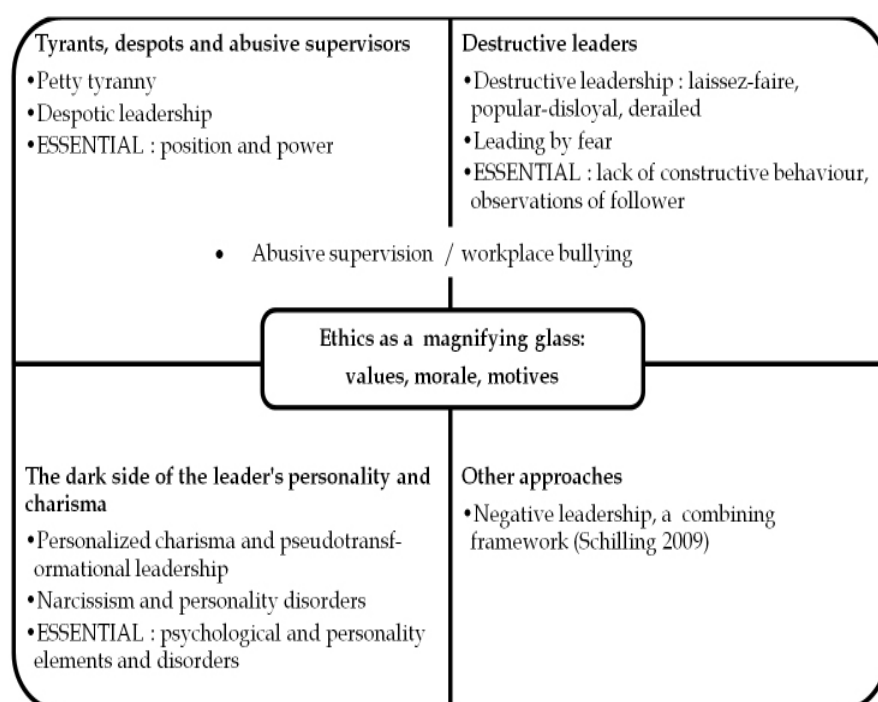 Tyrants, despots and abusive supervisors
•Petty tyranny
•Despotic leadership
•ESSENTIAL : position and power
Destructive leaders
•Destructive leadership : laissez-faire,
popular-disloyal, derailed
•Leading by fear
•ESSENTIAL : lack of constructive behaviour,
observations of follower
• Abusive supervision / workplace bullying
Ethics as a magnifying glass:
values, morale, motives
The dark side of the leader's personality and
charisma
•Personalized charisma and pseudotransf-
ormational leadership
•Narcissism and personality disorders
•ESSENTIAL : psychological and personality
elements and disorders
Other approaches
•Negative leadership, a combining
framework (Schilling 2009)